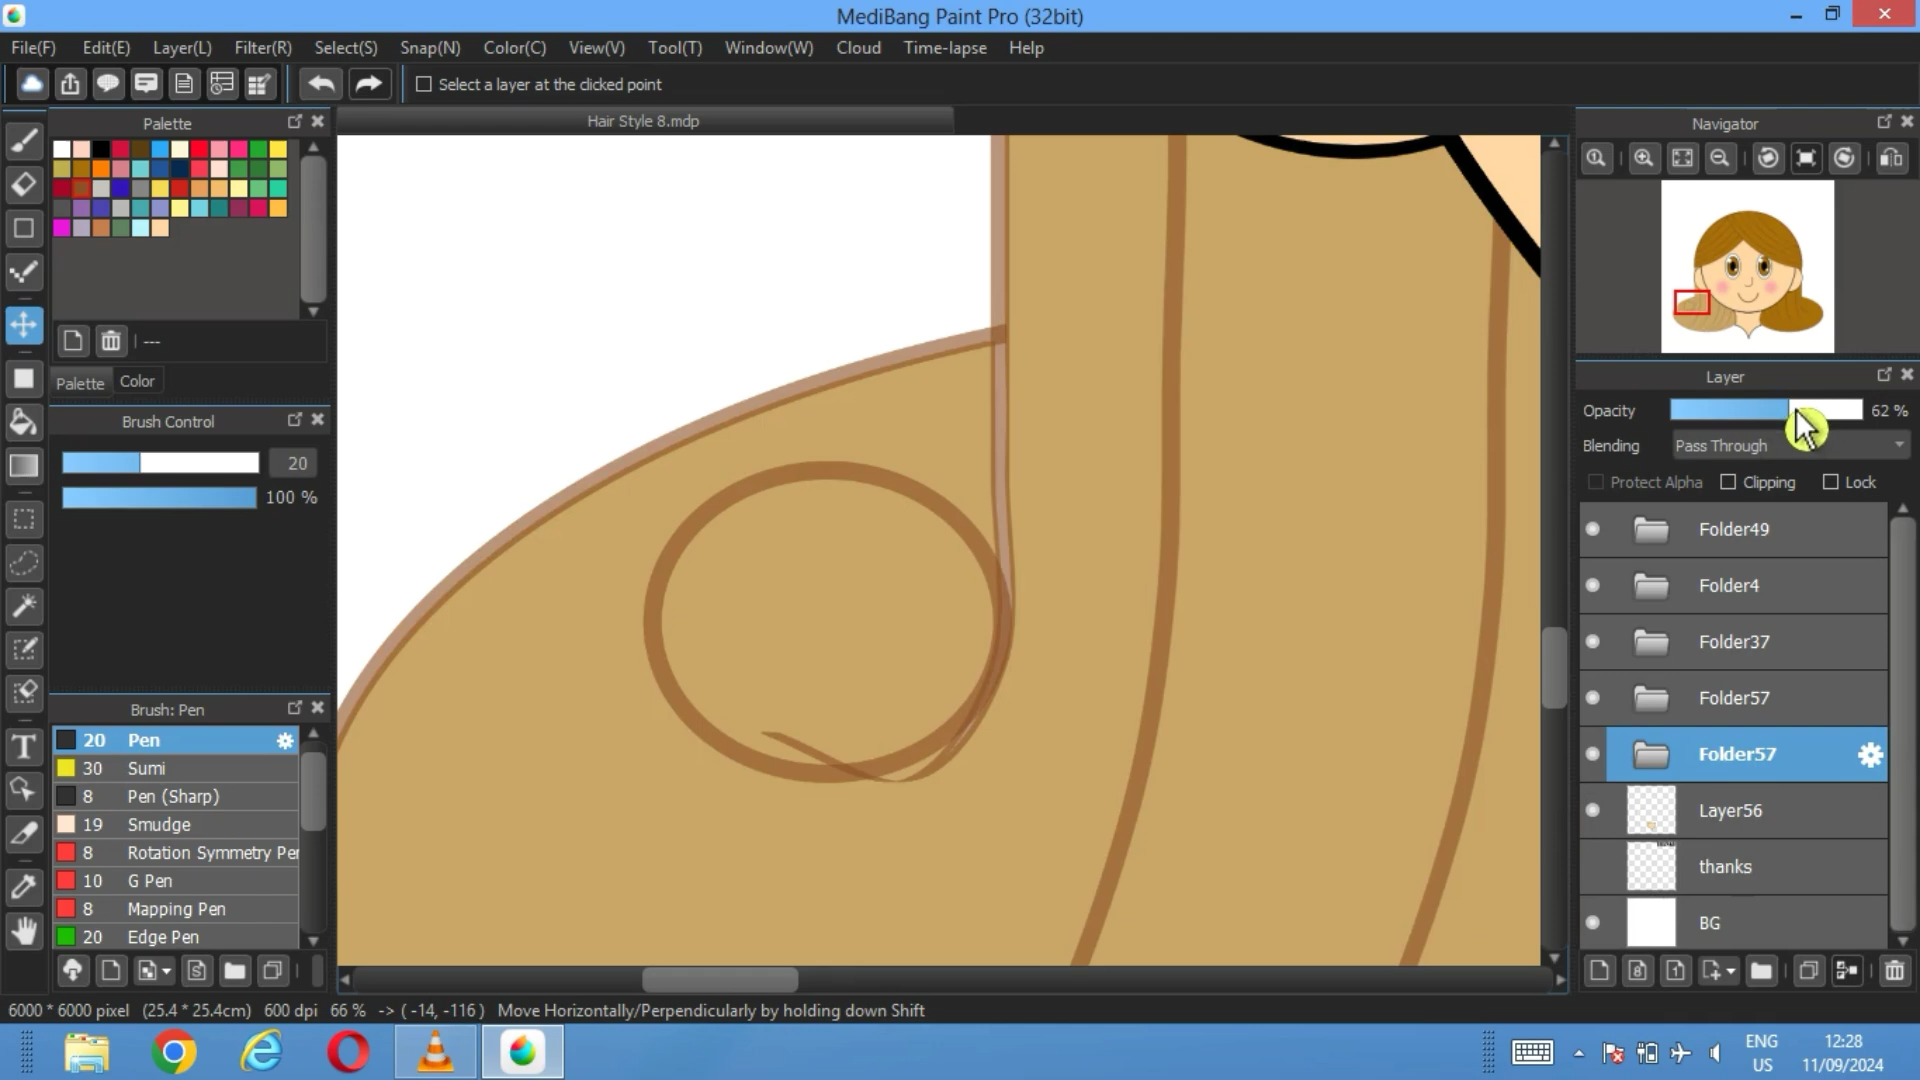 MediBang Paint Pro (32bit)
File(F) Edit(E) Layer(L) Filter(R) Select(S) Snap(N) Color(C) View(V) Tool(T) Window(W) Cloud Time-lapse Help
Select a layer at the clicked point
Palette
Hair Style 8.mdp
Navigator
---
Palette Color
Brush Control
20
100 %
Brush: Pen
20 Pen
30 Sumi
8 Pen (Sharp)
19 Smudge
8 Rotation Symmetry Per
10 G Pen
8 Mapping Pen
20 Edge Pen
Layer
Opacity 62 %
Blending Pass Through
Protect Alpha Clipping Lock
Folder49
Folder4
Folder37
Folder57
Folder57
Layer56
thanks
BG
6000 * 6000 pixel (25.4 * 25.4cm) 600 dpi 66 % -> ( -14, -116 ) Move Horizontally/Perpendicularly by holding down Shift
ENG
US
12:28
11/09/2024